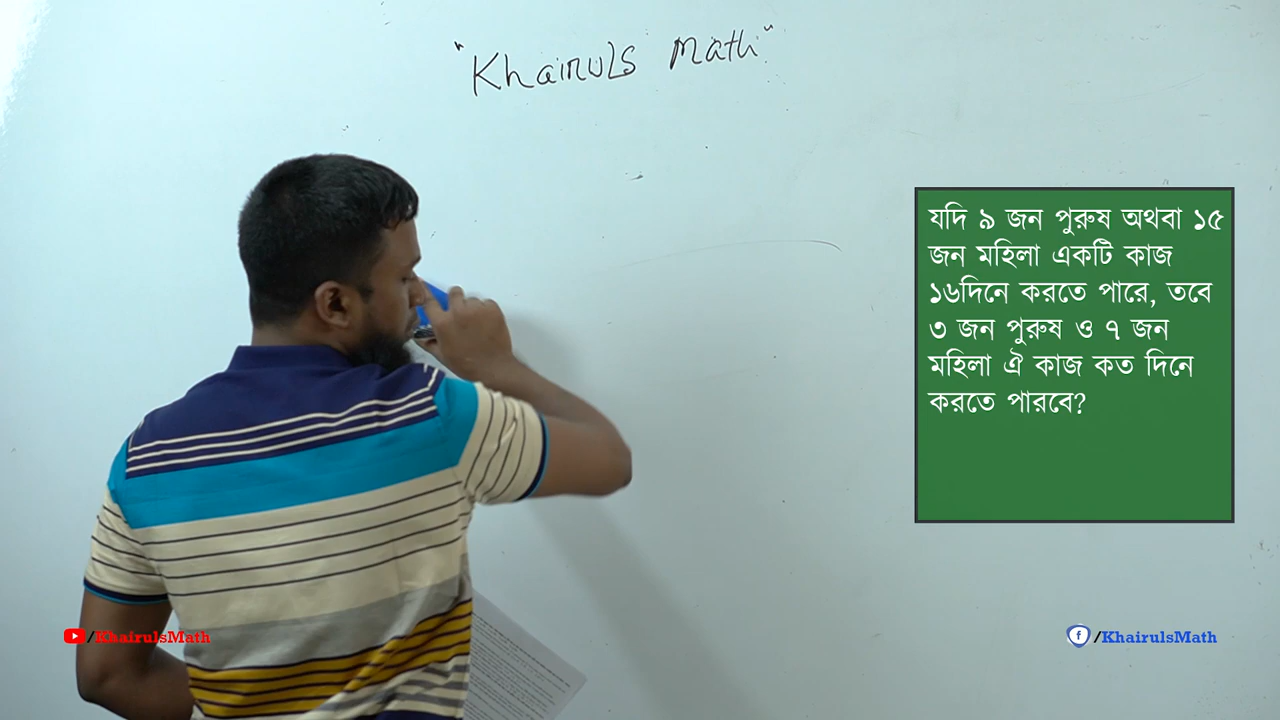 "Khairuls Math"
যদি ৯ জন পুরুষ অথবা ১৫
জন মহিলা একটি কাজ
১৬দিনে করতে পারে, তবে
৩ জন পুরুষ ও ৭ জন
মহিলা ঐ কাজ কত দিনে
করতে পারবে?
/KhairulsMath
/KhairulsMath